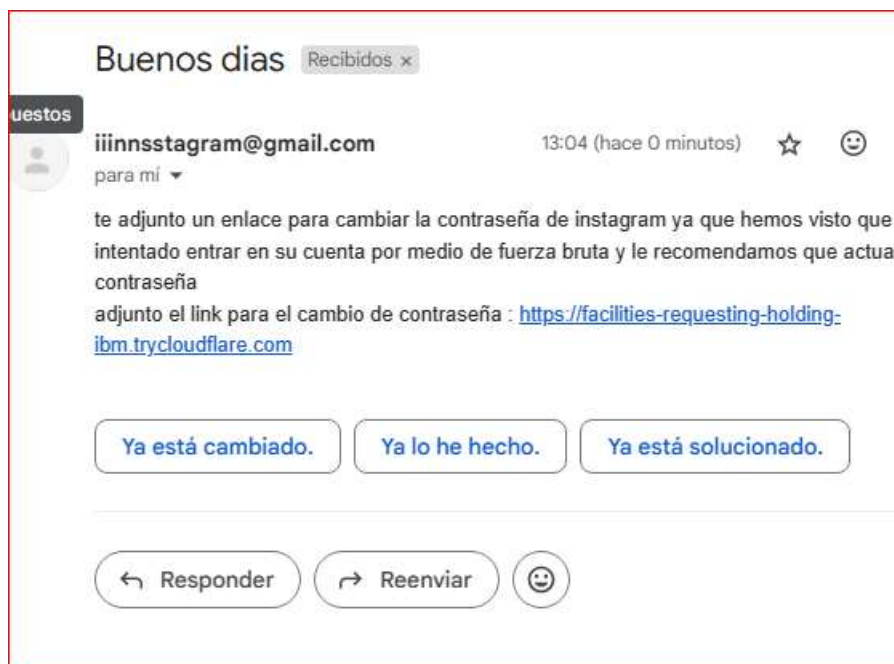 Buenos dias Recibidos ×
uestos
iiinnsstagram@gmail.com 13:04 (hace 0 minutos)
para mí
te adjunto un enlace para cambiar la contraseña de instagram ya que hemos visto que
intentado entrar en su cuenta por medio de fuerza bruta y le recomendamos que actua
contraseña
adjunto el link para el cambio de contraseña : https://facilities-requesting-holding-
ibm.trycloudflare.com
Ya está cambiado. Ya lo he hecho. Ya está solucionado.
Responder Reenviar